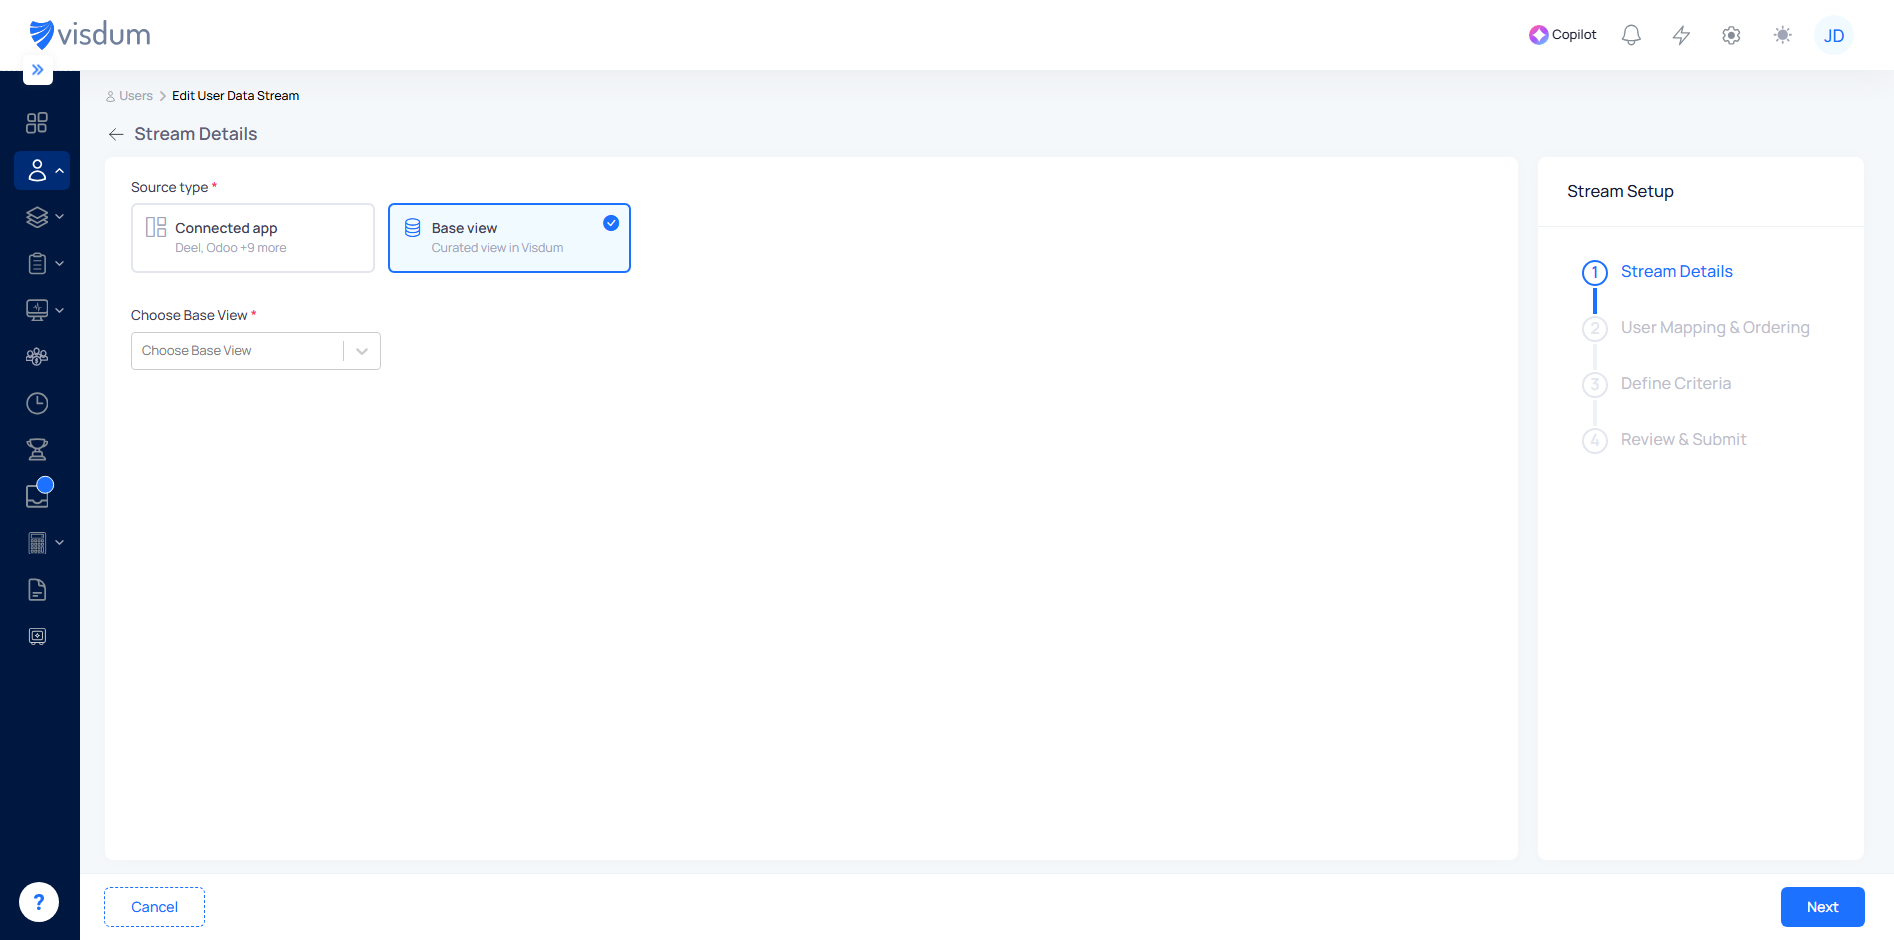 visdum
Copilot
JD
Users
Edit User Data Stream
Stream Details
Source type *
Connected app
Deel, Odoo +9 more
Base view
Curated view in Visdum
Choose Base View *
Choose Base View
Stream Setup
1 Stream Details
2 User Mapping & Ordering
3 Define Criteria
4 Review & Submit
?
Cancel
Next